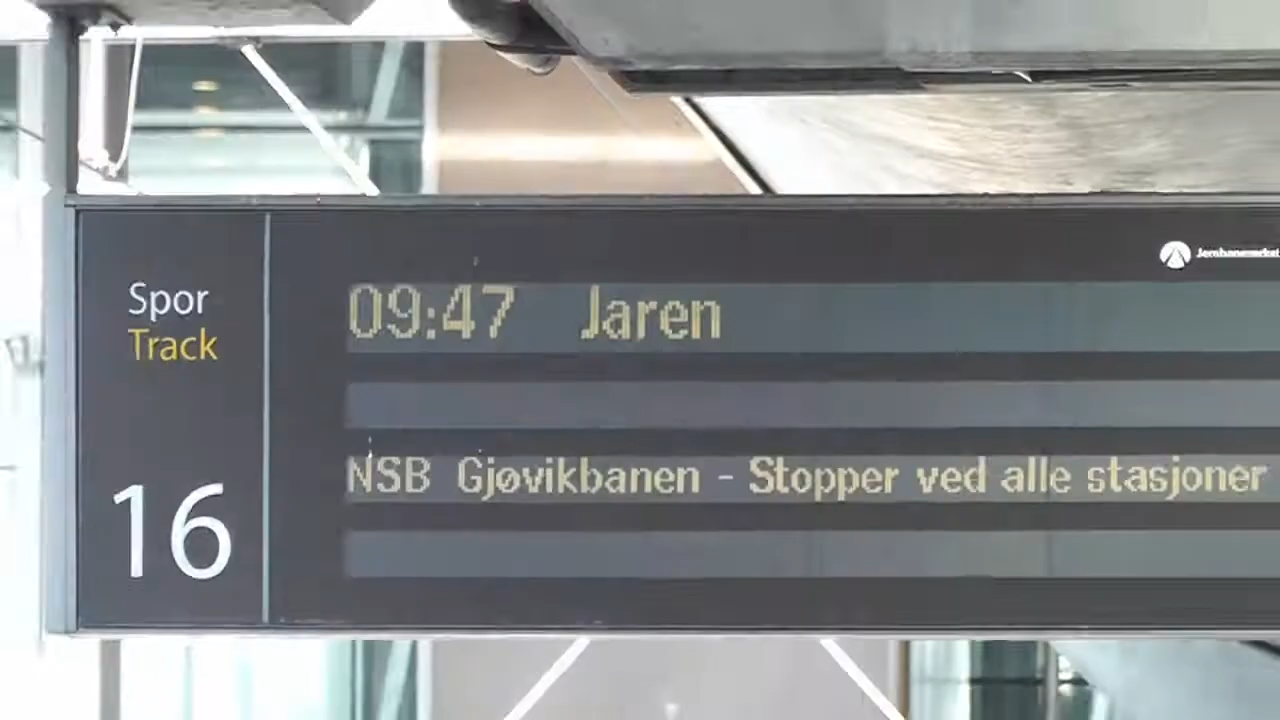 Spor
Track
16
09:47 Jaren
NSB Gjøvikbanen - Stopper ved alle stasjoner